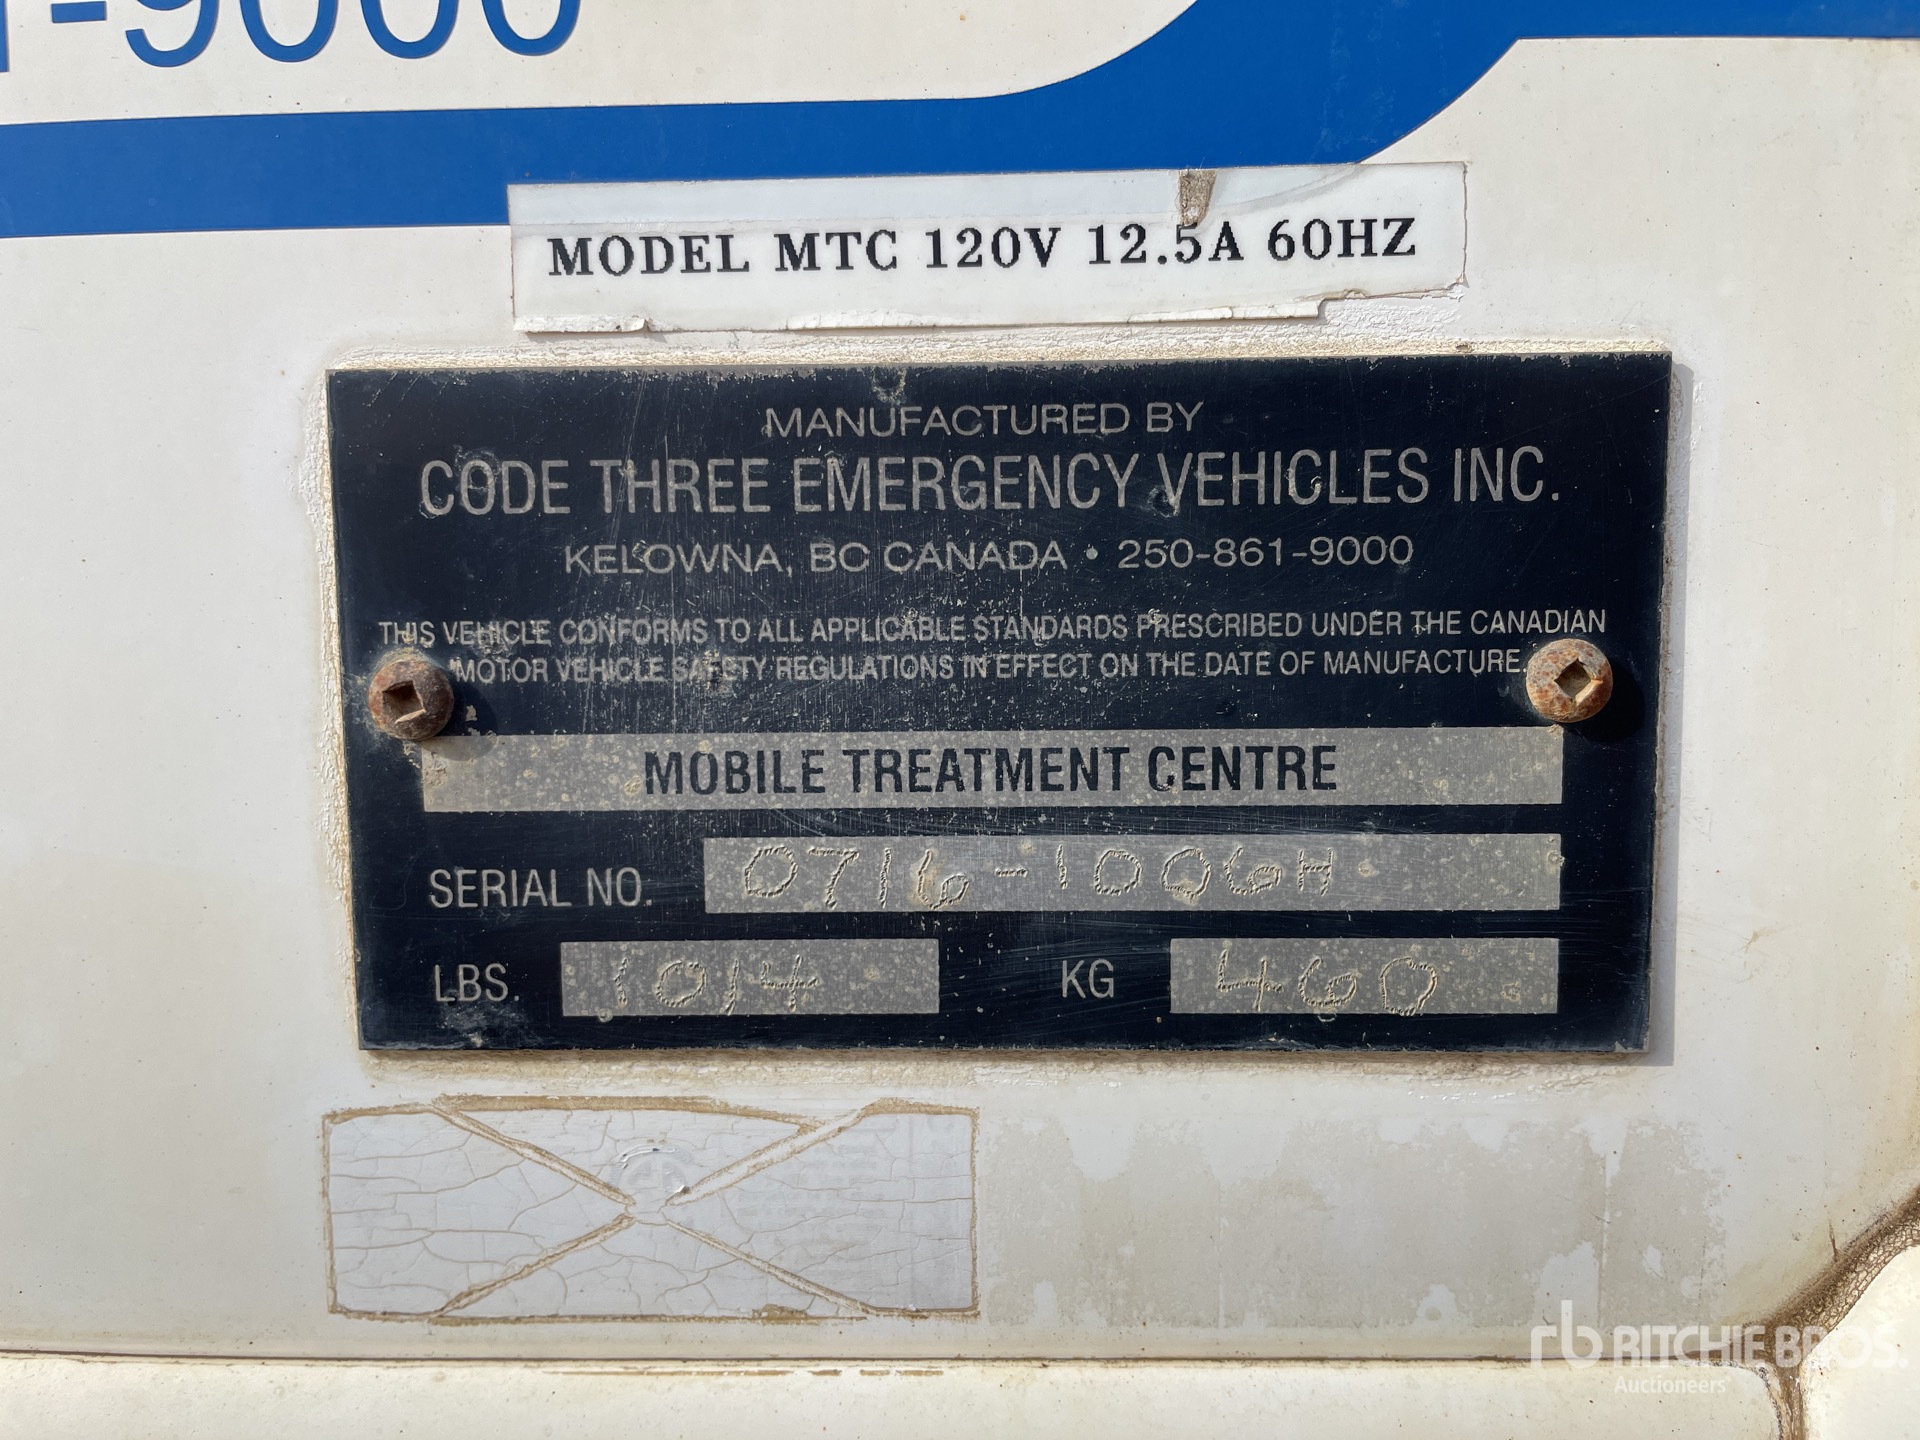 -9000
MODEL MTC 120V 12.5A 60HZ
MANUFACTURED BY
CODE THREE EMERGENCY VEHICLES INC.
KELOWNA, BC CANADA • 250-861-9000
THIS VEHICLE CONFORMS TO ALL APPLICABLE STANDARDS PRESCRIBED UNDER THE CANADIAN
MOTOR VEHICLE SAFETY REGULATIONS IN EFFECT ON THE DATE OF MANUFACTURE.
MOBILE TREATMENT CENTRE
SERIAL NO. 0716-1006H
LBS. 1014 KG 460
rb RITCHIE BROS.
Auctioneers